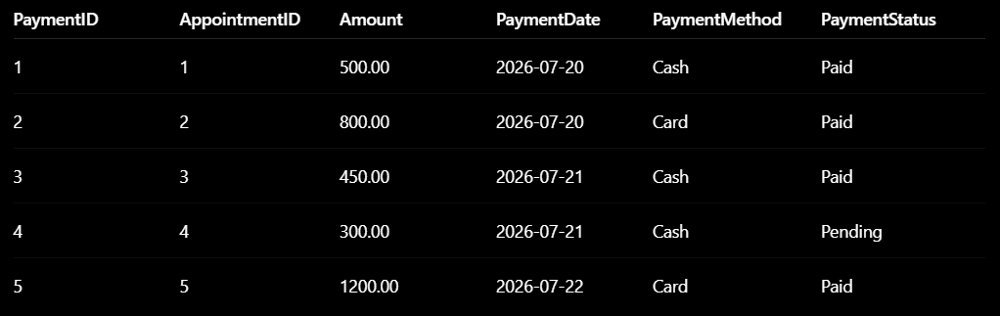 PaymentID AppointmentID Amount PaymentDate PaymentMethod PaymentStatus
1 1 500.00 2026-07-20 Cash Paid
2 2 800.00 2026-07-20 Card Paid
3 3 450.00 2026-07-21 Cash Paid
4 4 300.00 2026-07-21 Cash Pending
5 5 1200.00 2026-07-22 Card Paid